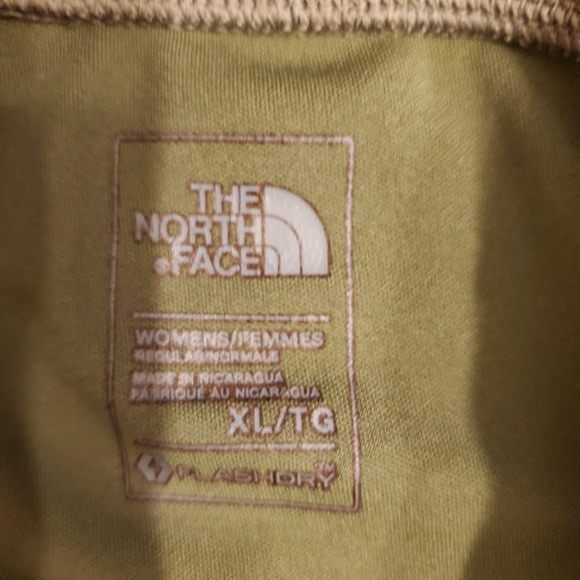 THE
NORTH
FACE
WOMENS/FEMMES
REGULAR/NORMALE
MADE IN NICARAGUA
FABRIQUE AU NICARAGUA
XL/TG
FLASHDRY